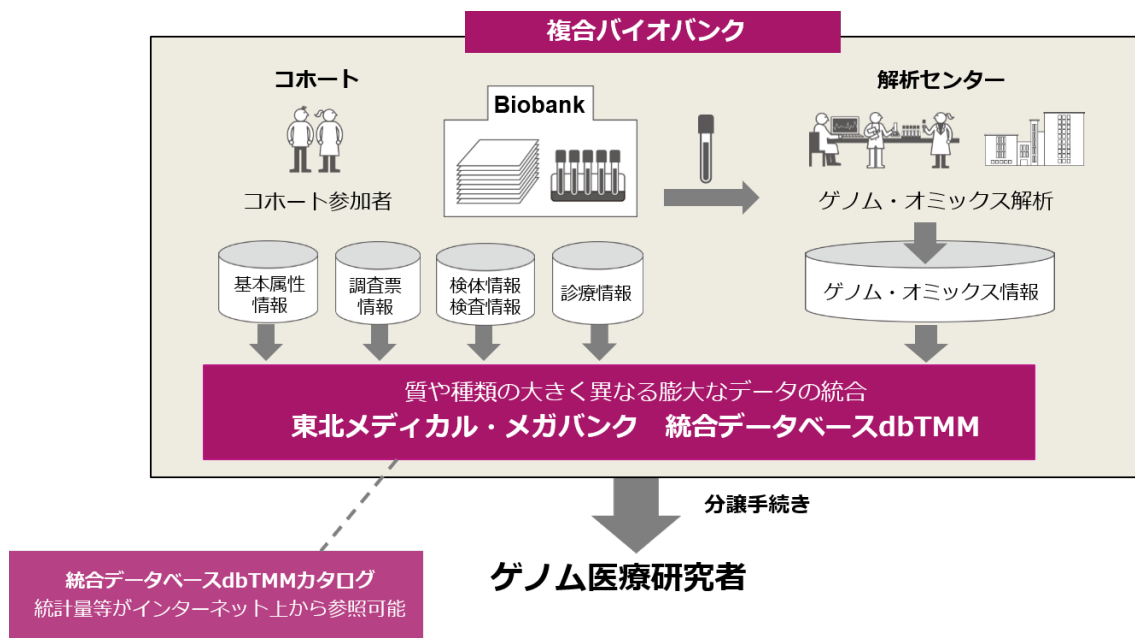 複合バイオバンク
コホート
Biobank
解析センター
コホート参加者
ゲノム・オミックス解析
基本属性
情報
調査票
情報
検体情報
検査情報
診療情報
ゲノム・オミックス情報
質や種類の大きく異なる膨大なデータの統合
東北メディカル・メガバンク　統合データベースdbTMM
分譲手続き
ゲノム医療研究者
統合データベースdbTMMカタログ
統計量等がインターネット上から参照可能